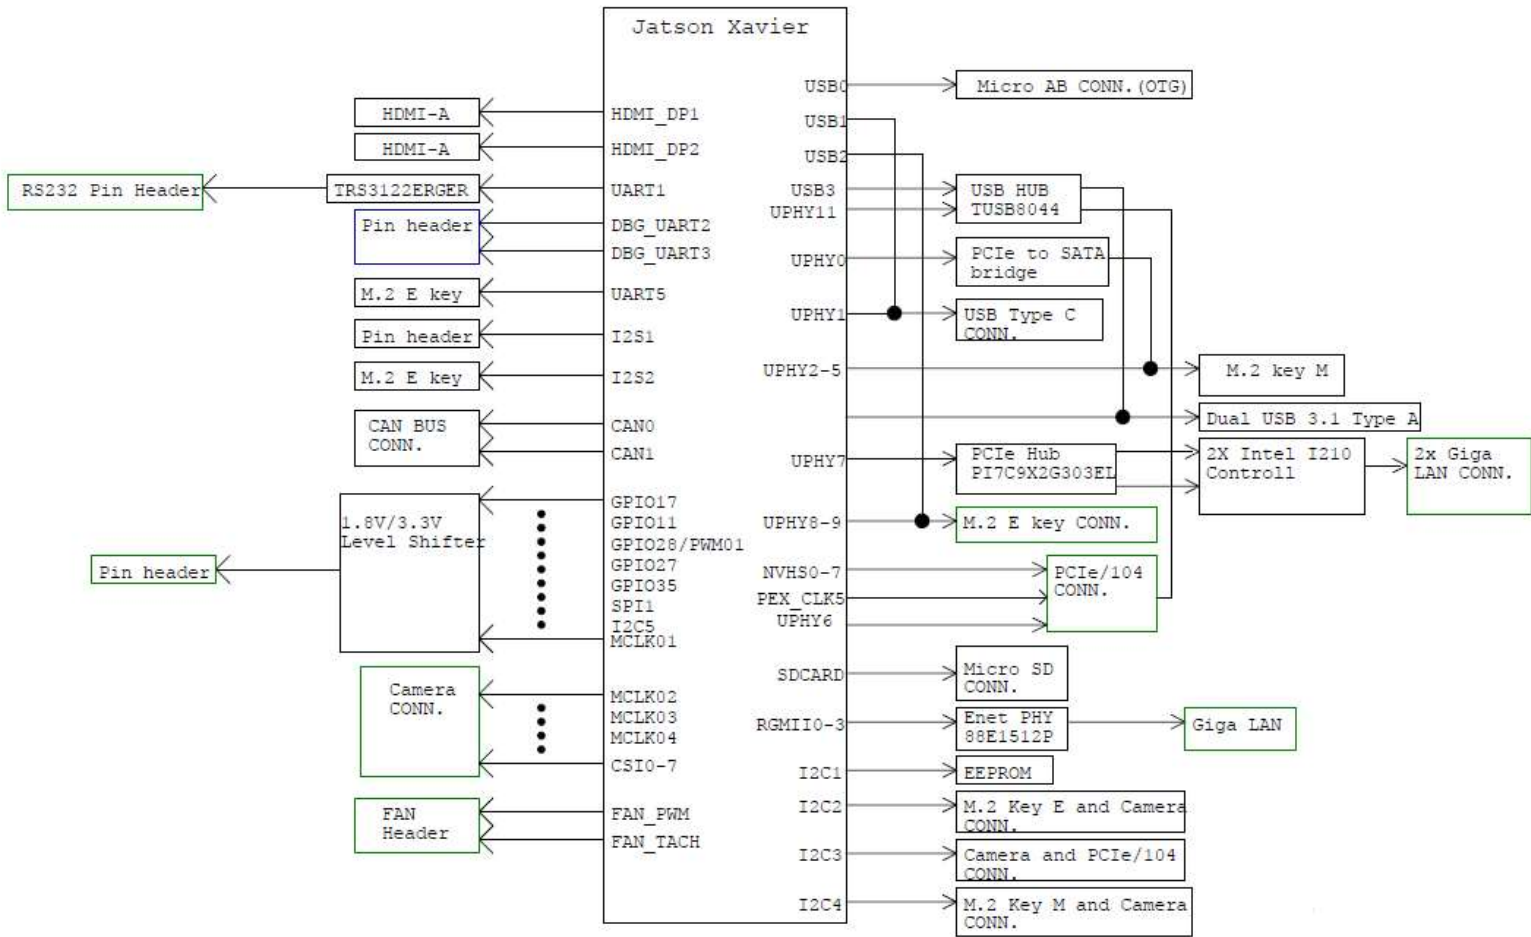 Jatson Xavier
HDMI-A
HDMI-A
RS232 Pin Header
TRS3122ERGER
Pin header
M.2 E key
Pin header
M.2 E key
CAN BUS
CONN.
1.8V/3.3V
Level Shifter
Pin header
Camera
CONN.
FAN
Header
HDMI_DP1
HDMI_DP2
UART1
DBG_UART2
DBG_UART3
UART5
I2S1
I2S2
CAN0
CAN1
GPIO17
GPIO11
GPIO28/PWM01
GPIO27
GPIO35
SPI1
I2C5
MCLK01
MCLK02
MCLK03
MCLK04
CSI0-7
FAN_PWM
FAN_TACH
USB0
USB1
USB2
USB3
UPHY11
UPHY0
UPHY1
UPHY2-5
UPHY7
UPHY8-9
NVHS0-7
PEX_CLK5
UPHY6
SDCARD
RGMII0-3
I2C1
I2C2
I2C3
I2C4
Micro AB CONN.(OTG)
USB HUB
TUSB8044
PCIe to SATA
bridge
USB Type C
CONN.
M.2 key M
Dual USB 3.1 Type A
PCIe Hub
PI7C9X2G303EL
2X Intel I210
Controll
2x Giga
LAN CONN.
M.2 E key CONN.
PCIe/104
CONN.
Micro SD
CONN.
Enet PHY
88E1512P
Giga LAN
EEPROM
M.2 Key E and Camera
CONN.
Camera and PCIe/104
CONN.
M.2 Key M and Camera
CONN.